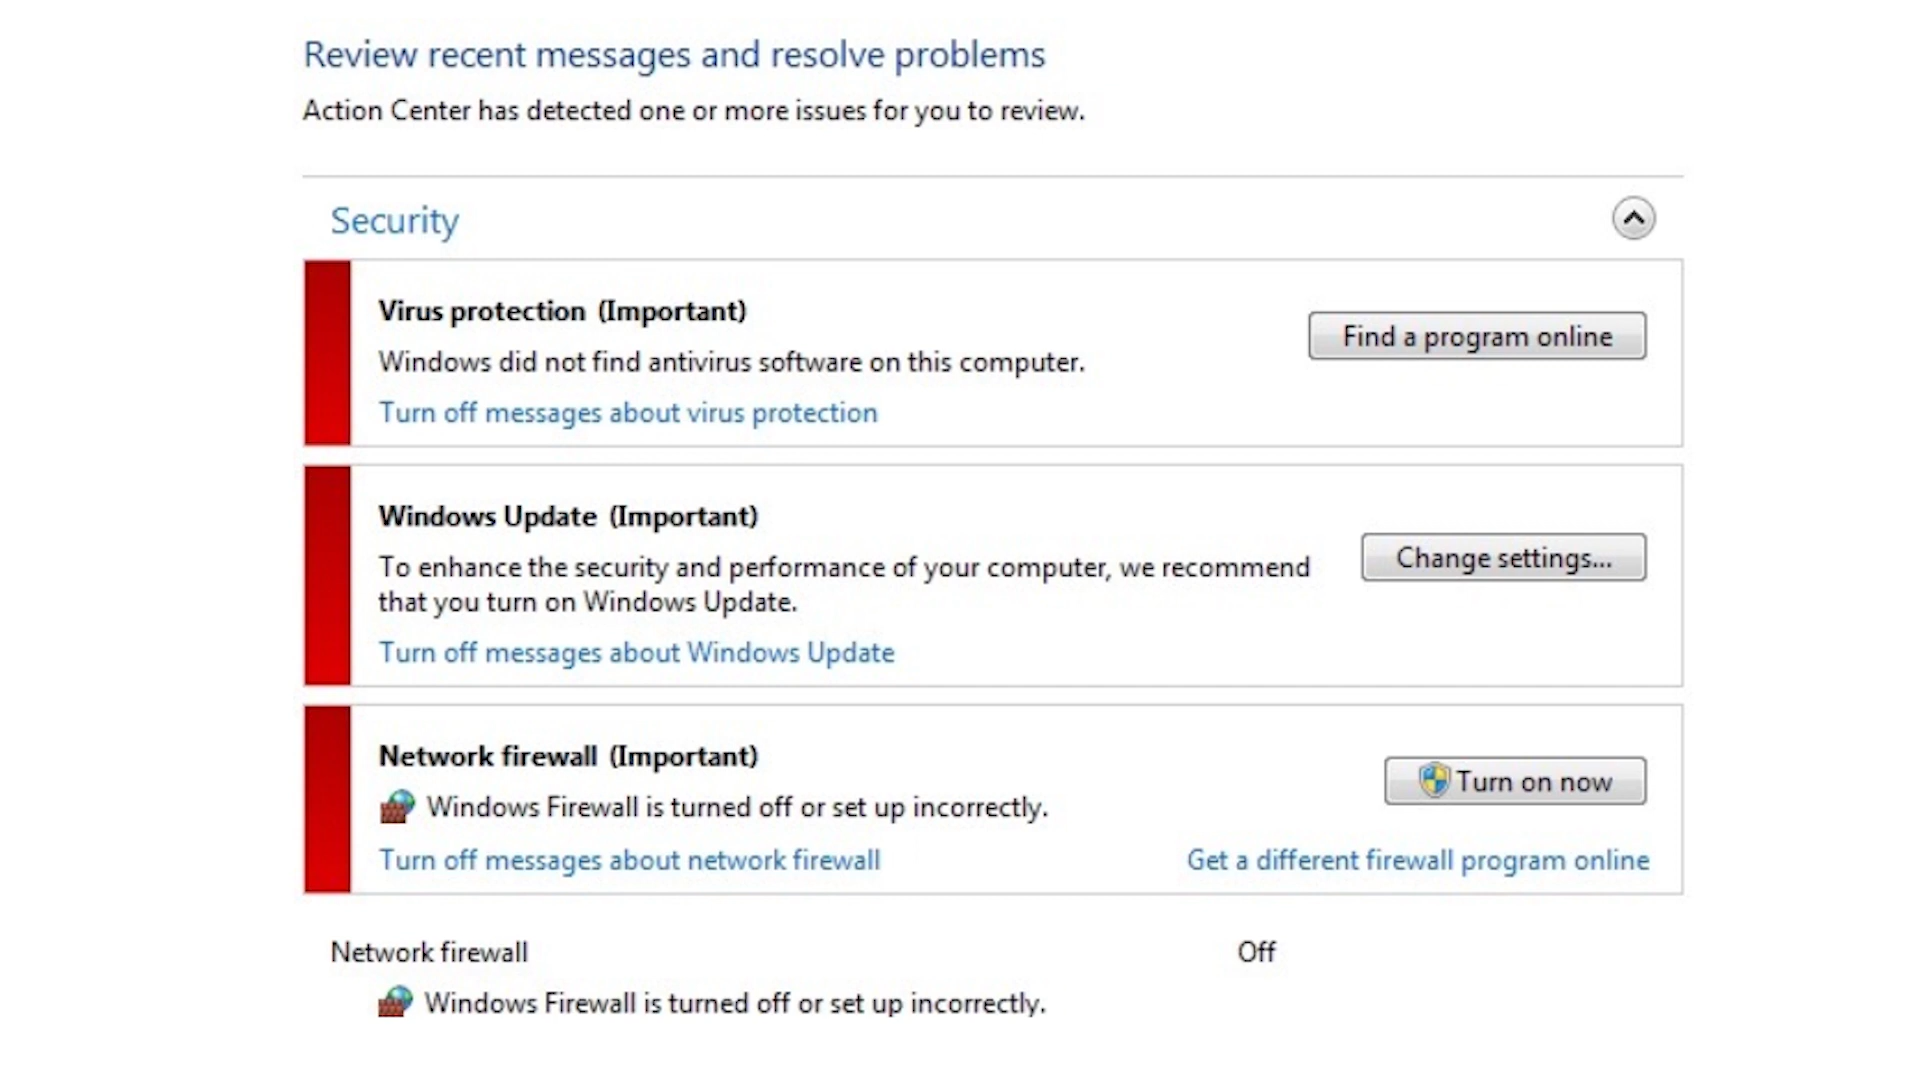 Review recent messages and resolve problems
Action Center has detected one or more issues for you to review.
Security
Virus protection (Important)
Find a program online
Windows did not find antivirus software on this computer.
Turn off messages about virus protection
Windows Update (Important)
To enhance the security and performance of your computer, we recommend
Change settings...
that you turn on Windows Update.
Turn off messages about Windows Update
Network firewall (Important)
Turn on now
Windows Firewall is turned off or set up incorrectly.
Turn off messages about network firewall
Get a different firewall program online
Network firewall
Off
Windows Firewall is turned off or set up incorrectly.